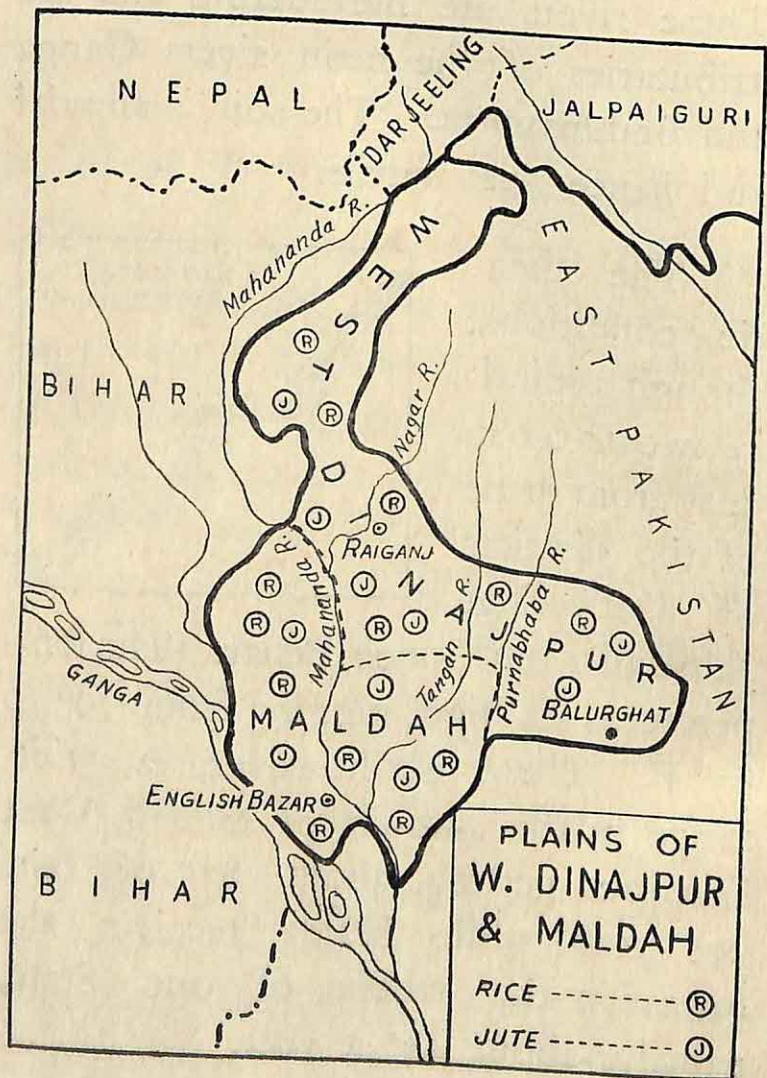 NEPAL
DARJEELING
JALPAIGURI
Mahananda R.
WEST DINAJPUR
EAST PAKISTAN
BIHAR
R
J
R
Nagar R.
J
R
RAIGANJ
Mahananda R.
R
R
J
J
R
J
R
Tangan R.
Purnabhaba R.
R
J
J
BALURGHAT
GANGA
R
J
MALDAH
J
R
J
R
ENGLISH BAZAR
R
R
BIHAR
PLAINS OF
W. DINAJPUR
& MALDAH
RICE ------- R
JUTE ------- J